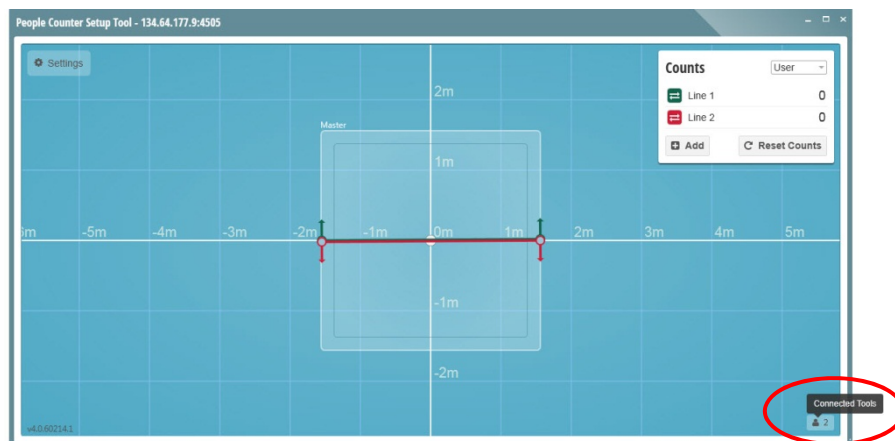 People Counter Setup Tool - 134.64.177.9:4505
Settings
Counts
User
Line 1 0
Line 2 0
Add
Reset Counts
Master
2m
1m
-5m -4m -3m -2m -1m 0m 1m 2m 3m 4m 5m
-1m
-2m
Connected Tools
2
v4.0.60214.1